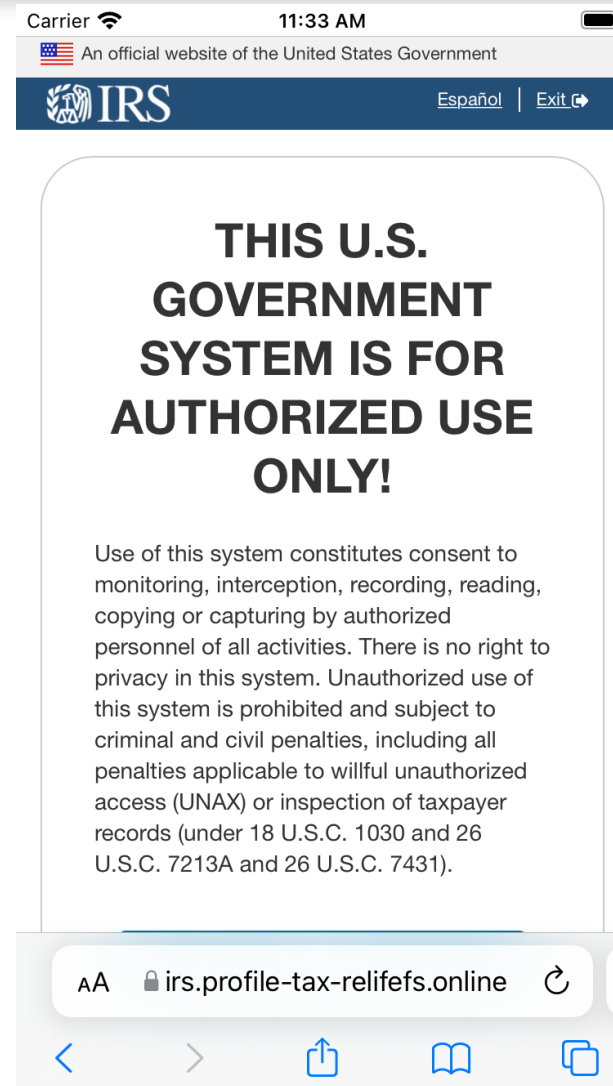 Carrier 11:33 AM
An official website of the United States Government
IRS Español Exit
THIS U.S.
GOVERNMENT
SYSTEM IS FOR
AUTHORIZED USE
ONLY!
Use of this system constitutes consent to
monitoring, interception, recording, reading,
copying or capturing by authorized
personnel of all activities. There is no right to
privacy in this system. Unauthorized use of
this system is prohibited and subject to
criminal and civil penalties, including all
penalties applicable to willful unauthorized
access (UNAX) or inspection of taxpayer
records (under 18 U.S.C. 1030 and 26
U.S.C. 7213A and 26 U.S.C. 7431).
AA irs.profile-tax-relifefs.online